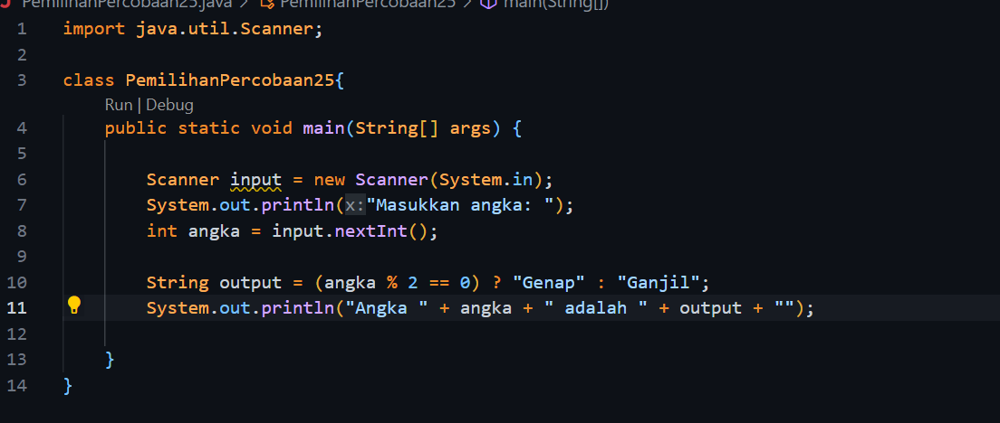 PemilihanPercobaan25.java > PemilihanPercobaan25 > main(String[])
1 import java.util.Scanner;
2
3 class PemilihanPercobaan25{
Run | Debug
4 public static void main(String[] args) {
5
6 Scanner input = new Scanner(System.in);
7 System.out.println(x:"Masukkan angka: ");
8 int angka = input.nextInt();
9
10 String output = (angka % 2 == 0) ? "Genap" : "Ganjil";
11 System.out.println("Angka " + angka + " adalah " + output + "");
12
13 }
14 }